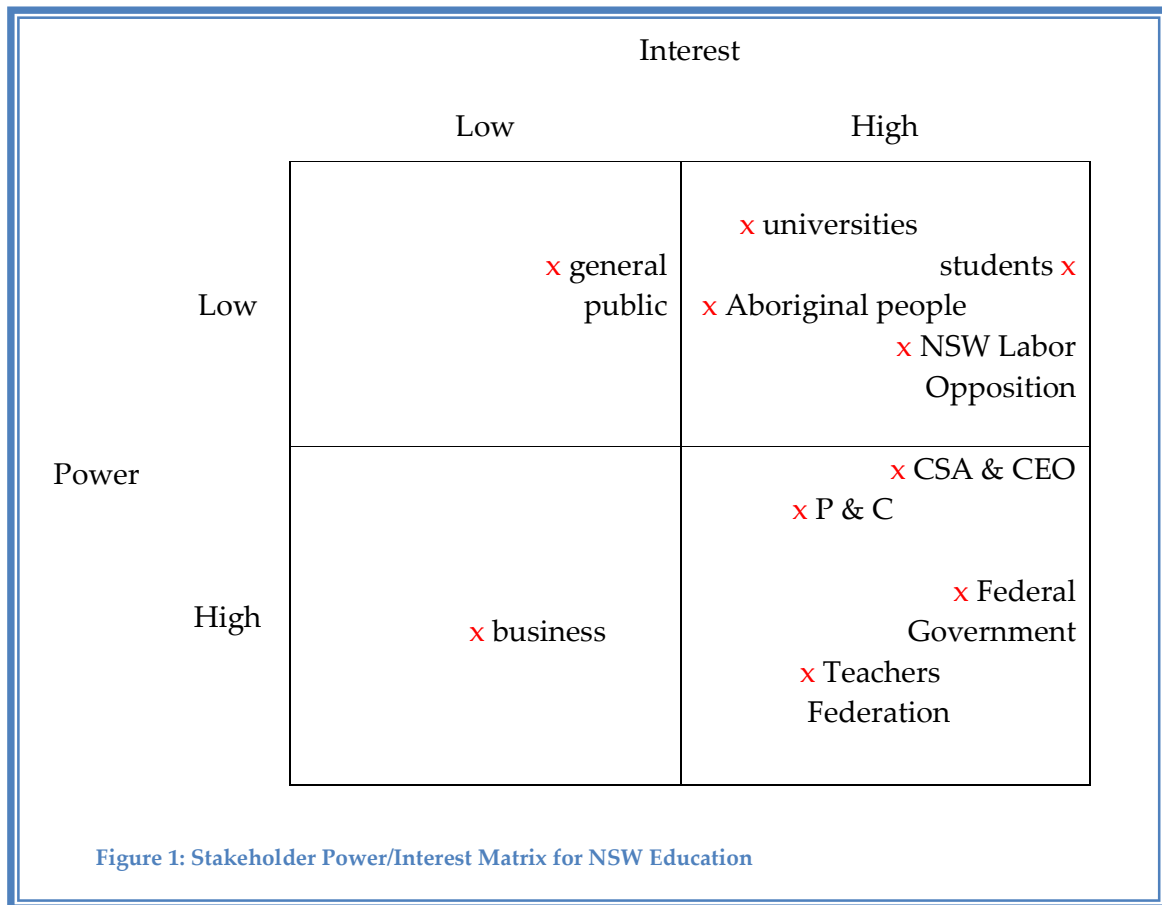 Interest
Low High
x universities
x general students x
Low public x Aboriginal people
x NSW Labor
Opposition
Power x CSA & CEO
x P & C
x Federal
High x business Government
x Teachers
Federation
Figure 1: Stakeholder Power/Interest Matrix for NSW Education